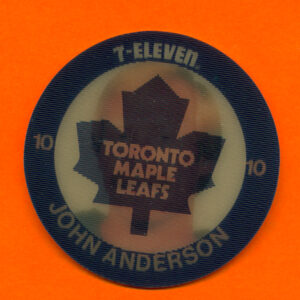 7-ELEVEN
10
10
TORONTO
MAPLE
LEAFS
JOHN ANDERSON